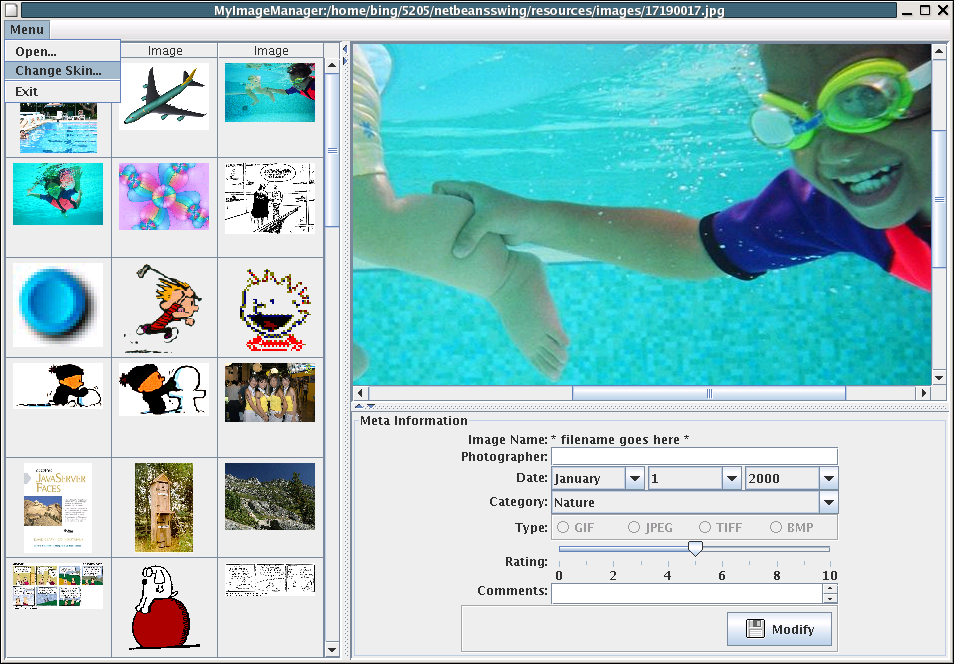 MyImageManager:/home/bing/5205/netbeansswing/resources/images/17190017.jpg
Menu
Open...
Change Skin...
Exit
Image Image
JAVASERVER
FACES
Meta Information
Image Name: * filename goes here *
Photographer:
Date: January 1 2000
Category: Nature
Type: GIF JPEG TIFF BMP
Rating:
0 2 4 6 8 10
Comments:
Modify